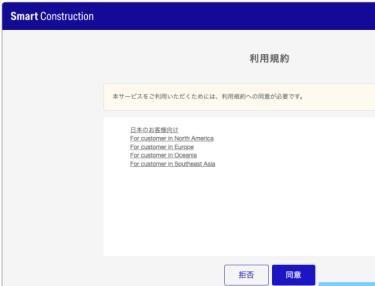 Smart Construction
利用規約
本サービスをご利用いただくためには、利用規約への同意が必要です。
日本のお客様向け
For customer in North America
For customer in Europe
For customer in Oceania
For customer in Southeast Asia
拒否 同意